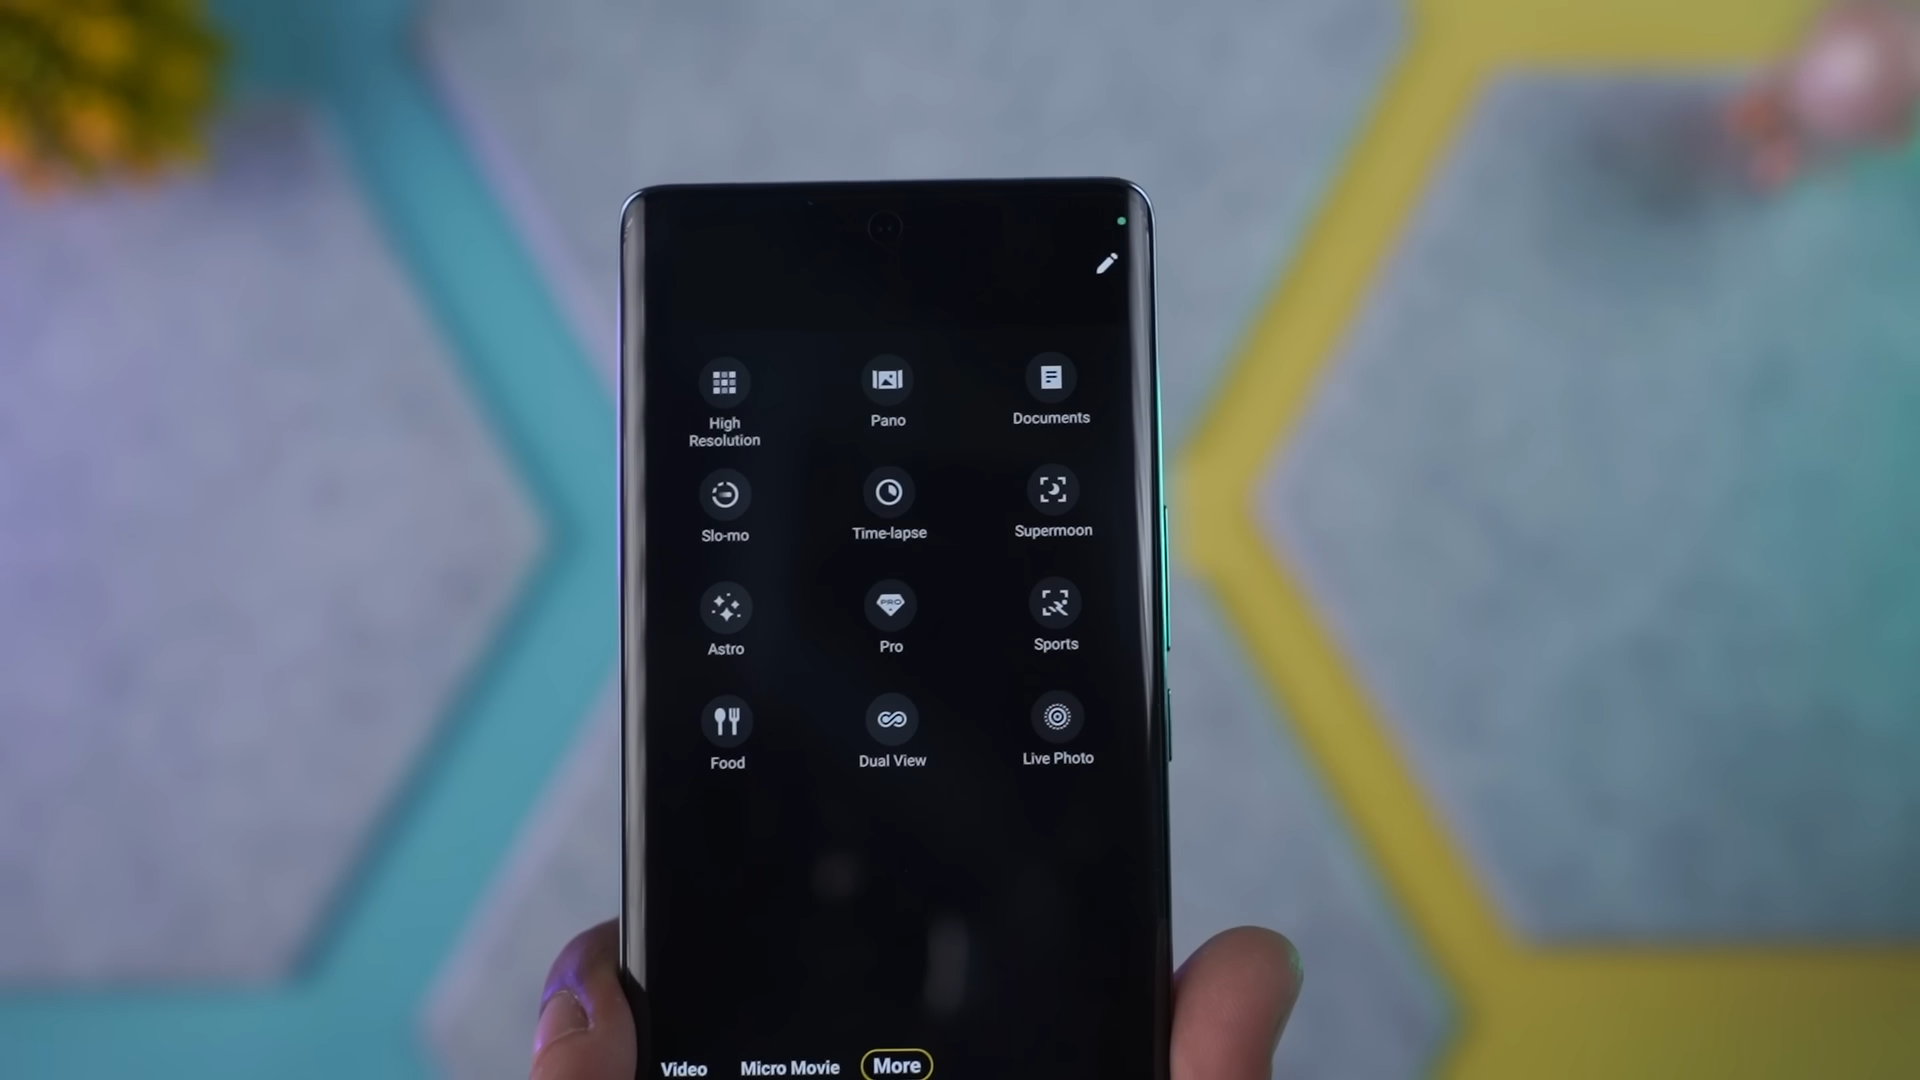 High
Resolution
Pano
Documents
Slo-mo
Time-lapse
Supermoon
Astro
PRO
Pro
Sports
Food
Dual View
Live Photo
Video
Micro Movie
More